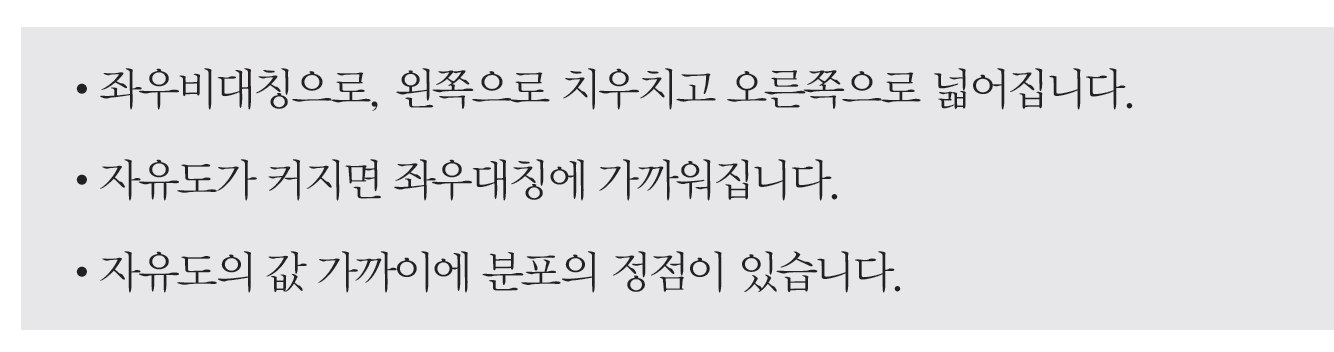 • 좌우비대칭으로, 왼쪽으로 치우치고 오른쪽으로 넓어집니다.
• 자유도가 커지면 좌우대칭에 가까워집니다.
• 자유도의 값 가까이에 분포의 정점이 있습니다.